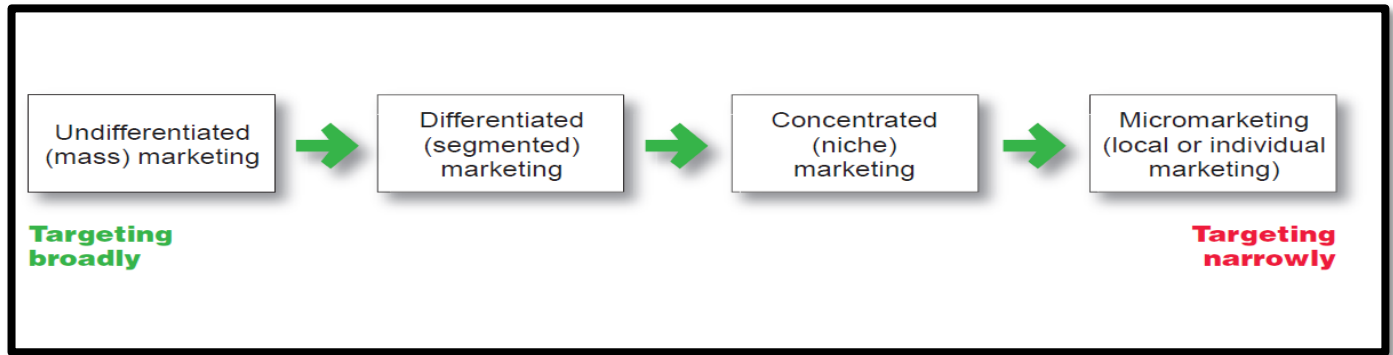 Undifferentiated
(mass) marketing
Differentiated
(segmented)
marketing
Concentrated
(niche)
marketing
Micromarketing
(local or individual
marketing)
Targeting
broadly
Targeting
narrowly